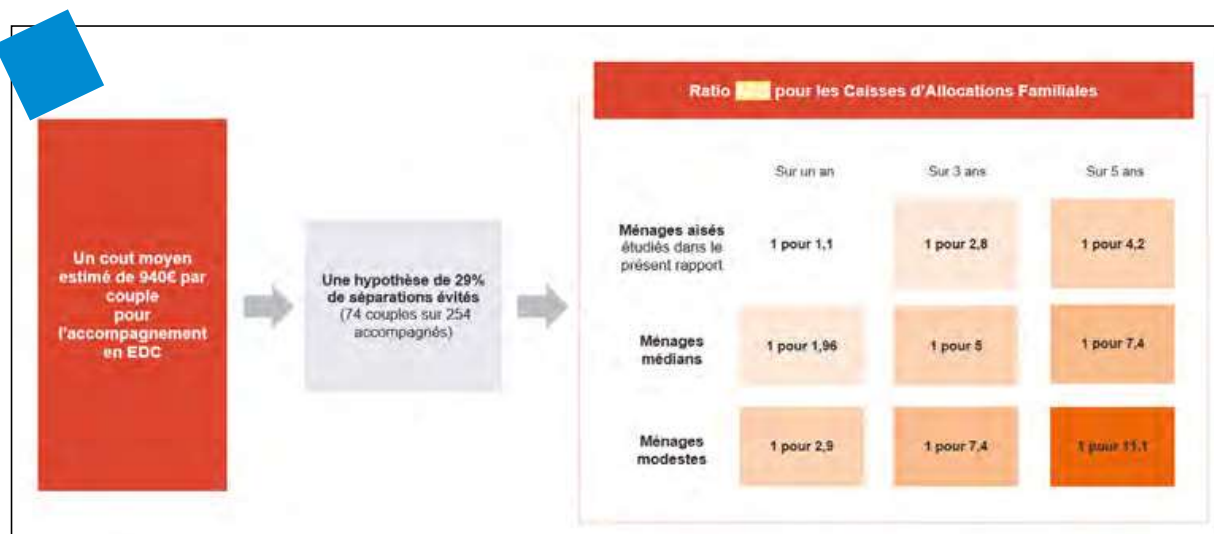 Un cout moyen
estimé de 940€ par
couple
pour
l'accompagnement
en EDC
Une hypothèse de 29%
de séparations évités
(74 couples sur 254
accompagnés)
Ratio pour les Caisses d'Allocations Familiales
Sur un an
Sur 3 ans
Sur 5 ans
Ménages aisés
étudiés dans le
présent rapport
1 pour 1,1
1 pour 2,8
1 pour 4,2
Ménages
médians
1 pour 1,96
1 pour 5
1 pour 7,4
Ménages
modestes
1 pour 2,9
1 pour 7,4
1 pour 11,1